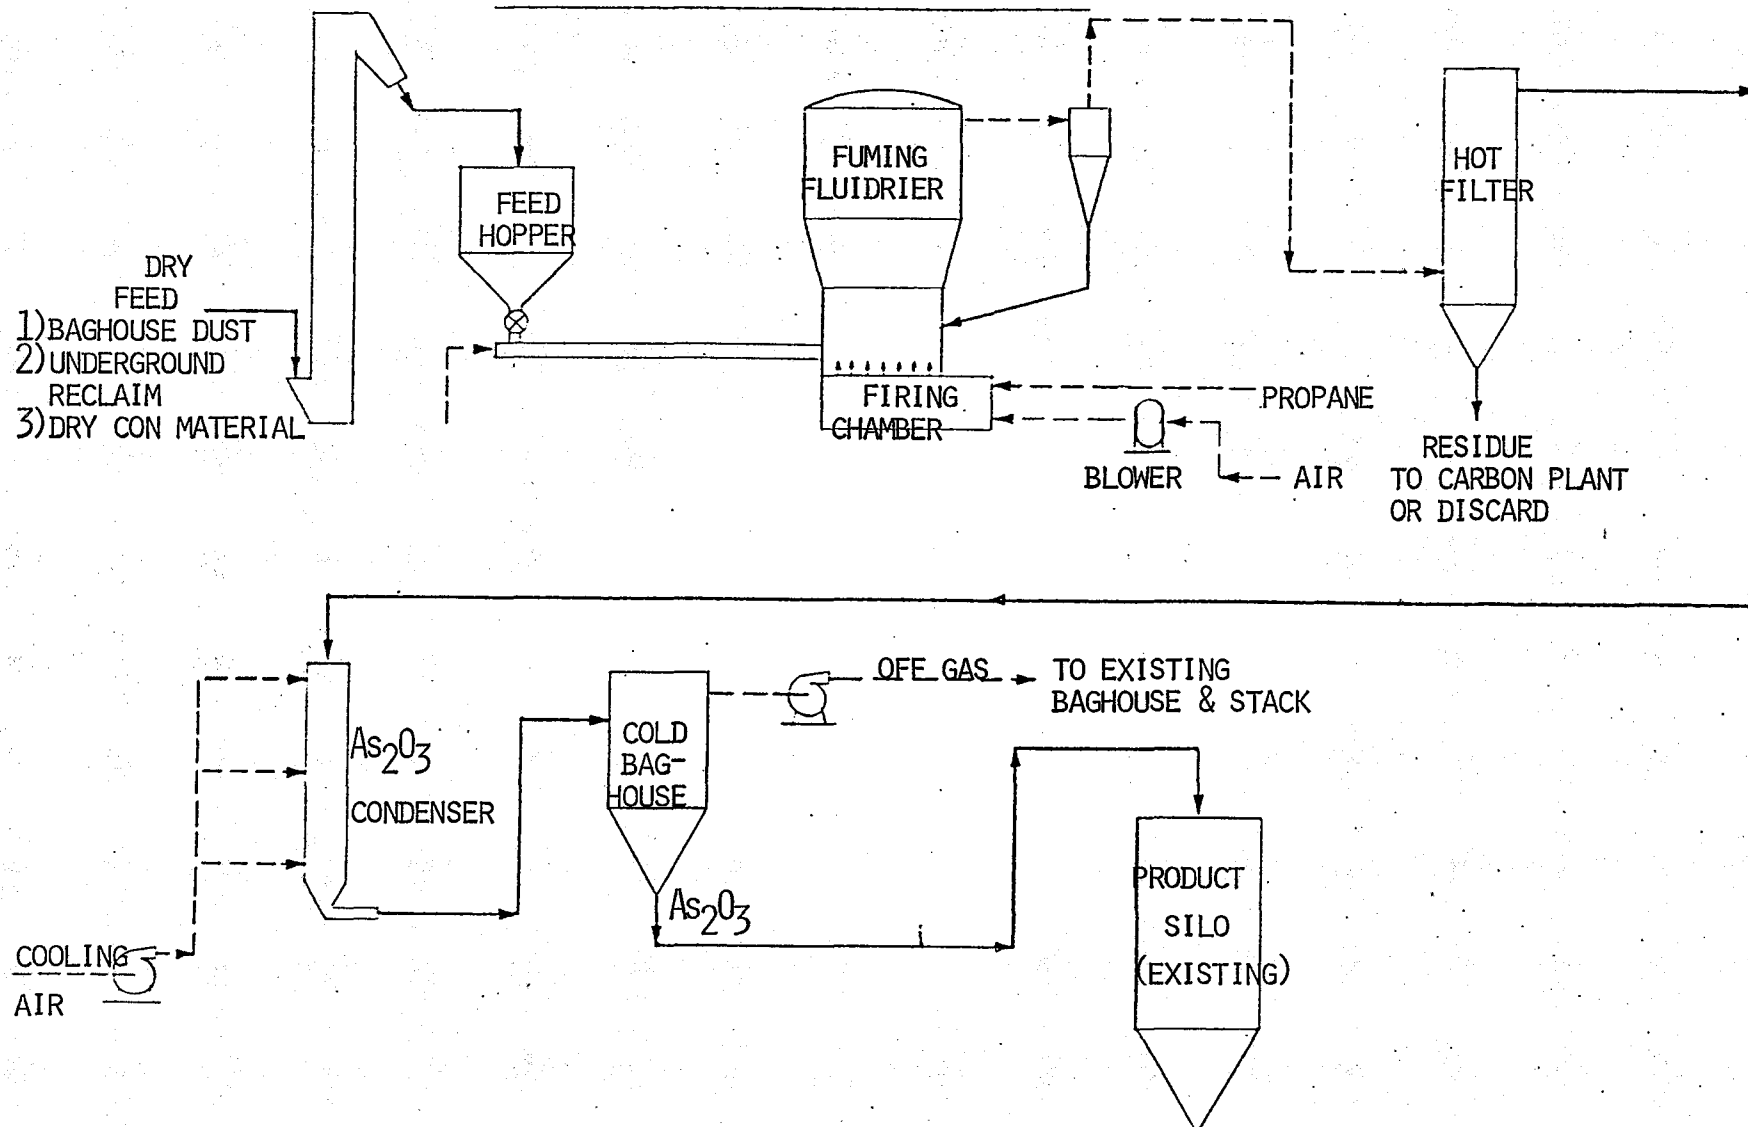 DRY
FEED
1) BAGHOUSE DUST
2) UNDERGROUND
RECLAIM
3) DRY CON MATERIAL
FEED
HOPPER
FUMING
FLUIDRIER
FIRING
CHAMBER
PROPANE
BLOWER
AIR
HOT
FILTER
RESIDUE
TO CARBON PLANT
OR DISCARD
As2O3
CONDENSER
COOLING
AIR
COLD
BAG-
HOUSE
OFF GAS
TO EXISTING
BAGHOUSE & STACK
As2O3
PRODUCT
SILO
(EXISTING)